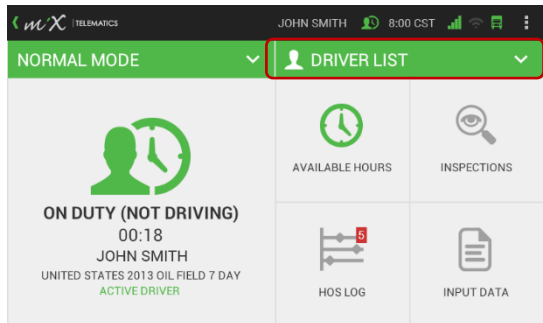 mix TELEMATICS
JOHN SMITH 8:00 CST
NORMAL MODE
DRIVER LIST
ON DUTY (NOT DRIVING)
00:18
JOHN SMITH
UNITED STATES 2013 OIL FIELD 7 DAY
ACTIVE DRIVER
AVAILABLE HOURS
INSPECTIONS
5
HOS LOG
INPUT DATA